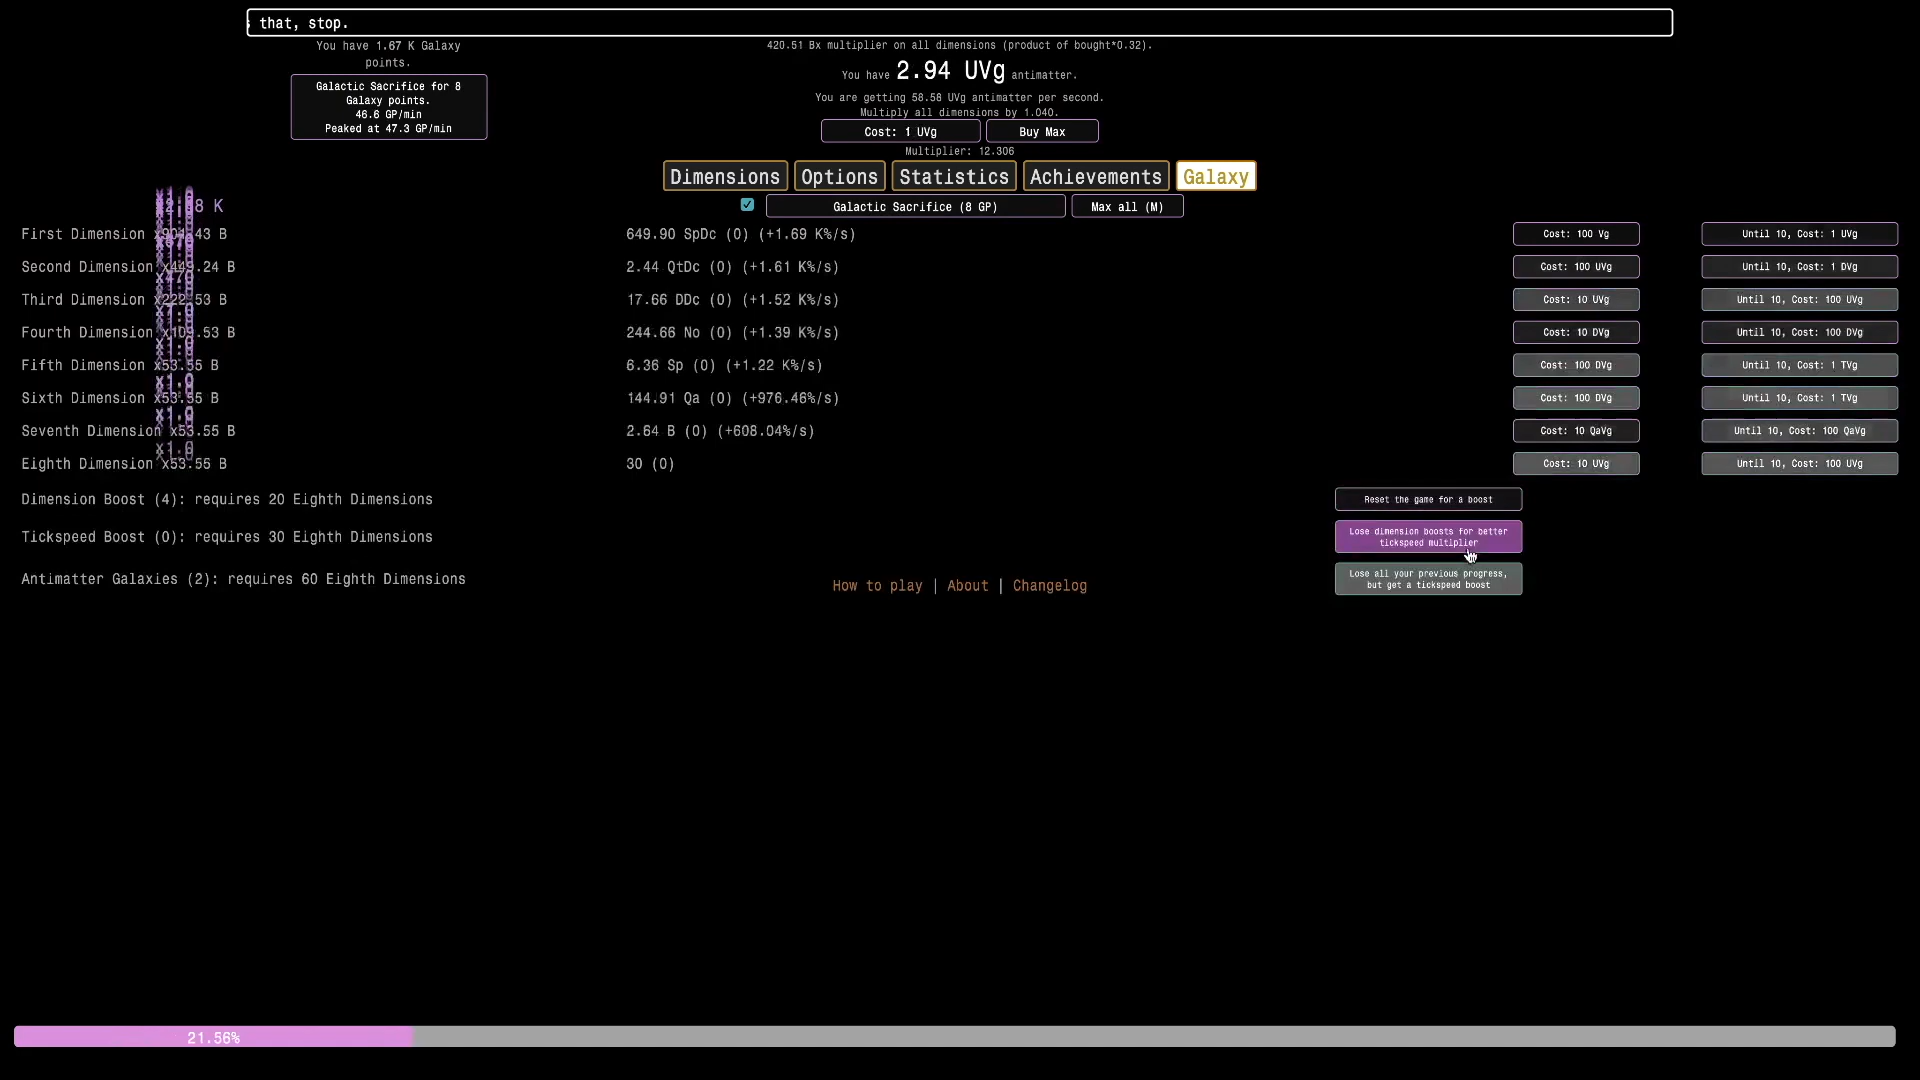 that, stop.
You have 1.67 K Galaxy
points.
Galactic Sacrifice for 8
Galaxy points.
46.6 GP/min
Peaked at 47.3 GP/min
420.51 Bx multiplier on all dimensions (product of bought*0.32).
You have 2.94 UVg antimatter.
You are getting 58.58 UVg antimatter per second.
Multiply all dimensions by 1.040.
Cost: 1 UVg Buy Max
Multiplier: 12.306
Dimensions Options Statistics Achievements Galaxy
Galactic Sacrifice (8 GP) Max all (M)
First Dimension 649.90 SpDc (0) (+1.69 K%/s) Cost: 100 Vg Until 10, Cost: 1 UVg
Second Dimension x449.24 B 2.44 QtDc (0) (+1.61 K%/s) Cost: 100 UVg Until 10, Cost: 1 DVg
Third Dimension x222.53 B 17.66 DDc (0) (+1.52 K%/s) Cost: 10 UVg Until 10, Cost: 100 UVg
Fourth Dimension x109.53 B 244.66 No (0) (+1.39 K%/s) Cost: 10 DVg Until 10, Cost: 100 DVg
Fifth Dimension x53.55 B 6.36 Sp (0) (+1.22 K%/s) Cost: 100 DVg Until 10, Cost: 1 TVg
Sixth Dimension x53.55 B 144.91 Qa (0) (+976.46%/s) Cost: 100 DVg Until 10, Cost: 1 TVg
Seventh Dimension x53.55 B 2.64 B (0) (+608.04%/s) Cost: 10 QaVg Until 10, Cost: 100 QaVg
Eighth Dimension x53.55 B 30 (0) Cost: 10 UVg Until 10, Cost: 100 UVg
Dimension Boost (4): requires 20 Eighth Dimensions Reset the game for a boost
Tickspeed Boost (0): requires 30 Eighth Dimensions Lose dimension boosts for better
tickspeed multiplier
Antimatter Galaxies (2): requires 60 Eighth Dimensions Lose all your previous progress,
but get a tickspeed boost
How to play | About | Changelog
21.56%